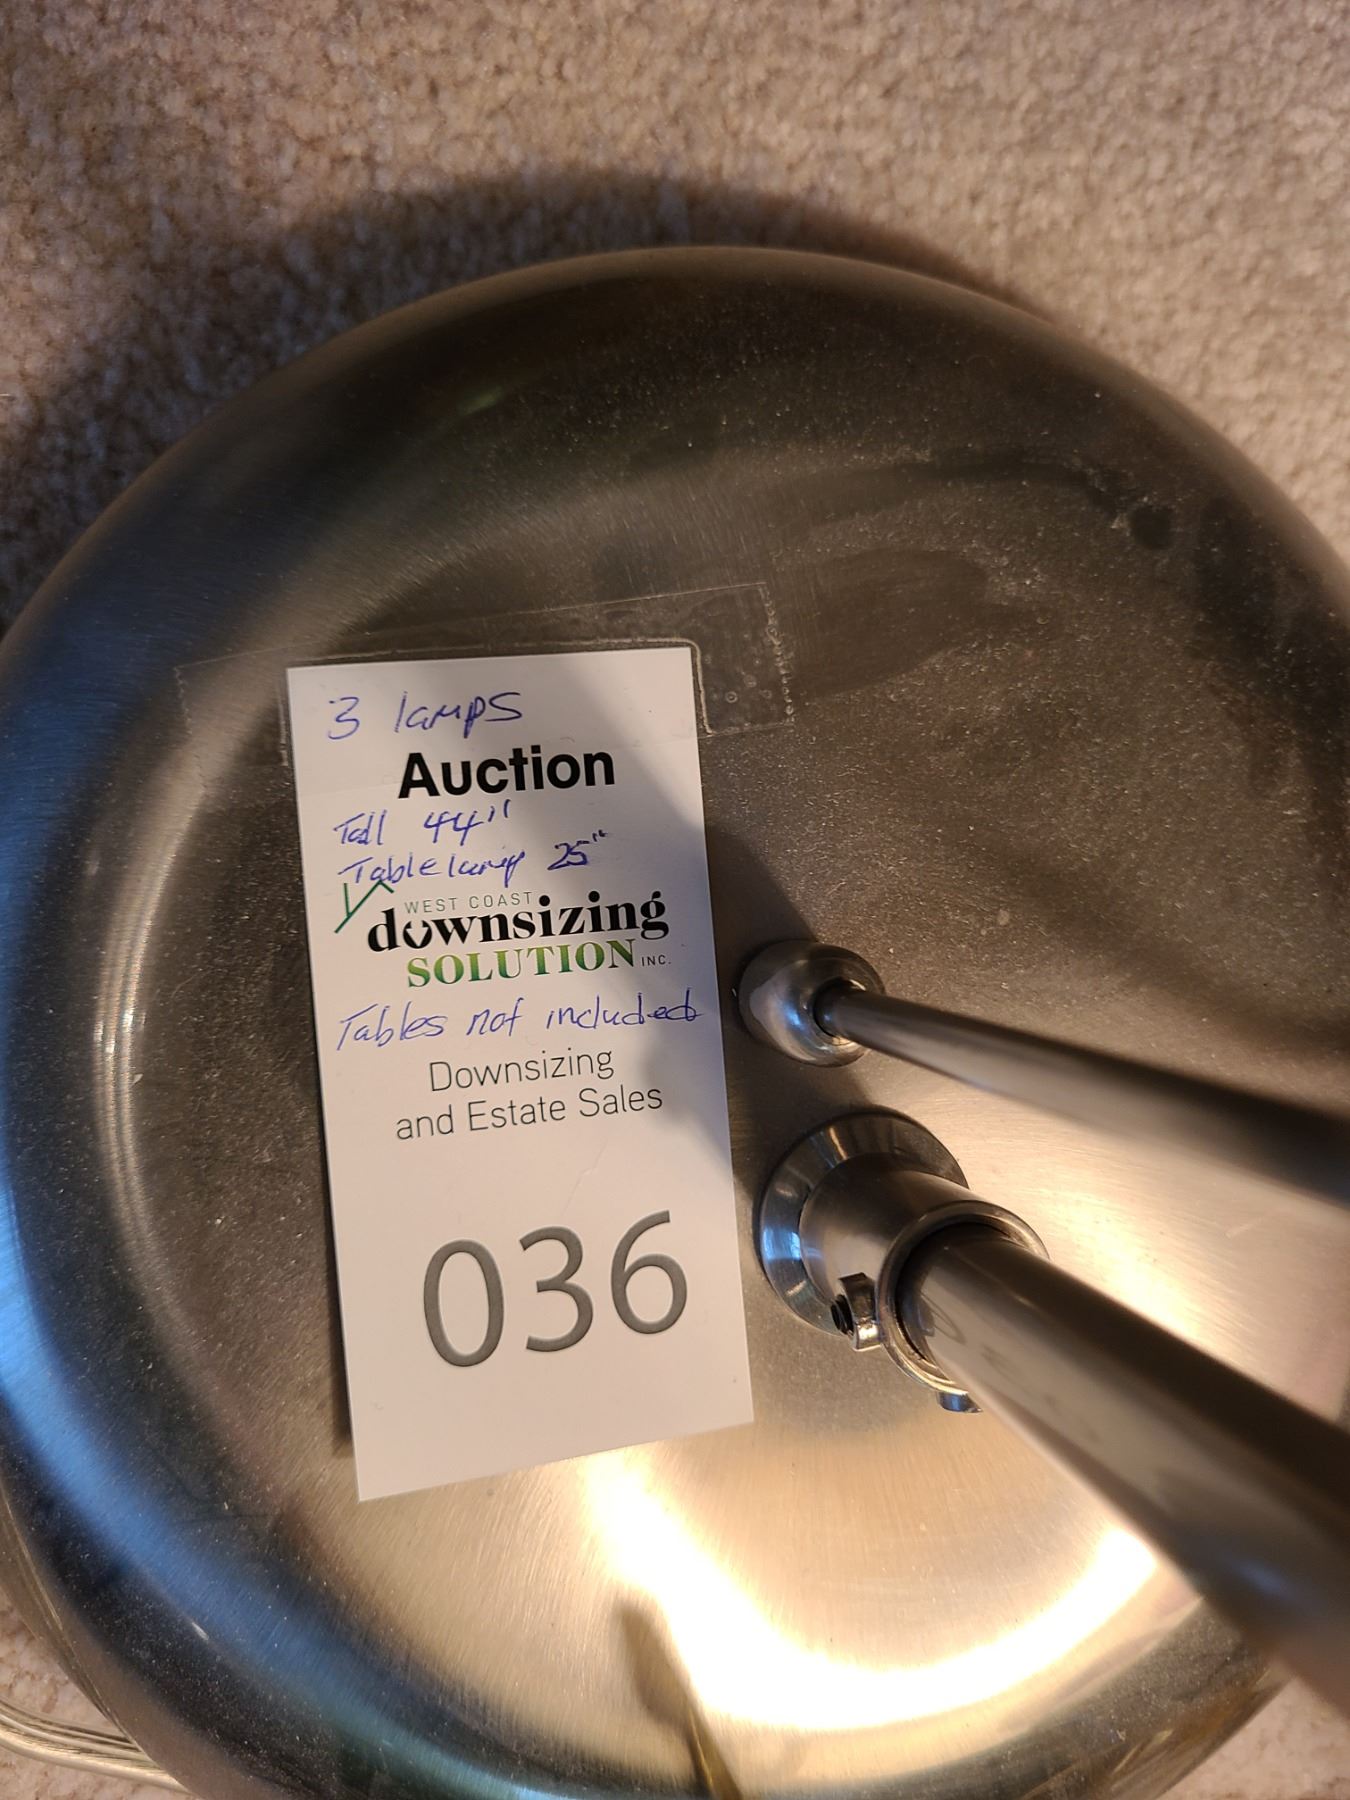 3 lamps
Auction
Tall 44"
Table lamp 25"
WEST COAST
downsizing
SOLUTION INC.
Tables not included
Downsizing
and Estate Sales
036